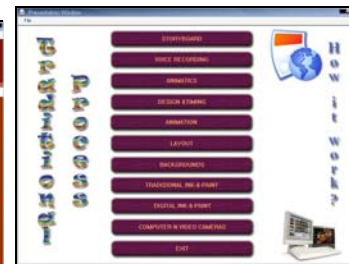 Presentation Window
File
Traditional
Process
STORYBOARD
VOICE RECORDING
ANIMATICS
DESIGN &TIMING
ANIMATION
LAYOUT
BACKGROUNDS
TRADITIONAL INK-&-PAINT
DIGITAL INK-&-PAINT
COMPUTER N VIDEO CAMERAS
EXIT
How it work?